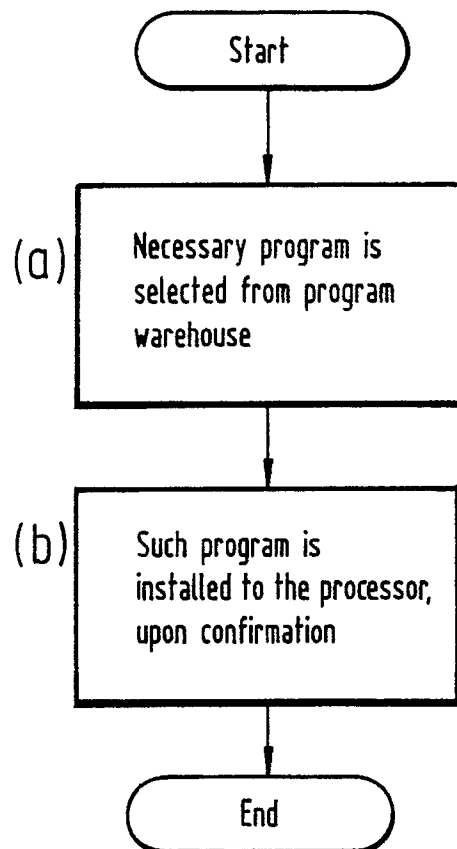 Start
(a)
Necessary program is
selected from program
warehouse
(b)
Such program is
installed to the processor,
upon confirmation
End